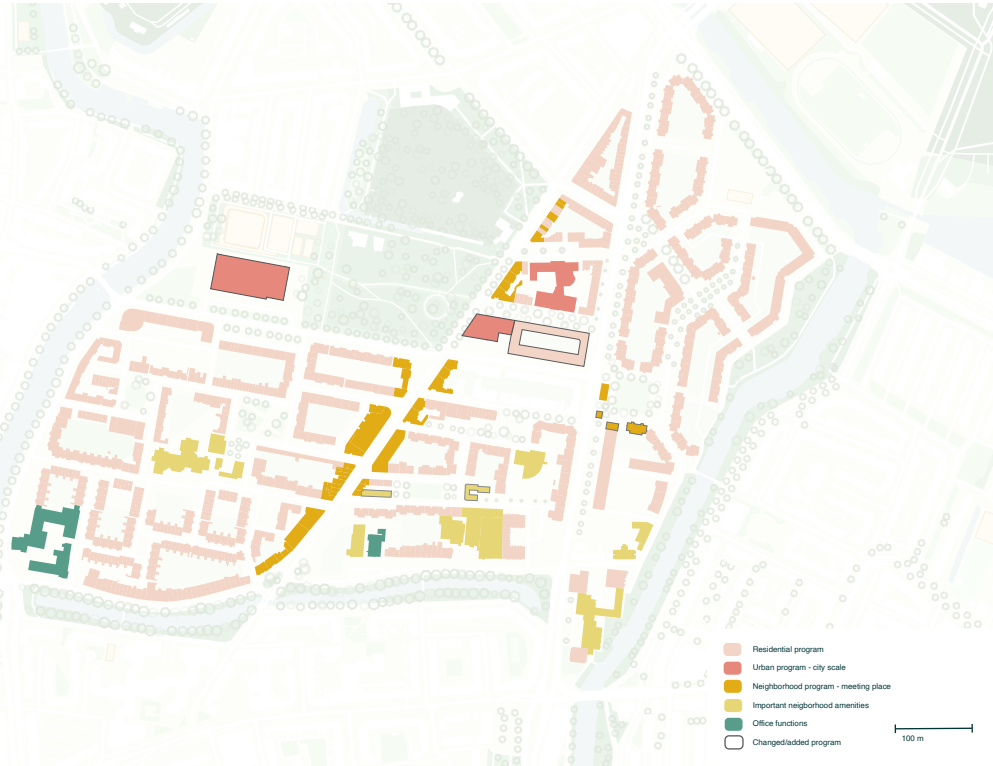 Residential program
Urban program - city scale
Neighborhood program - meeting place
Important neigborhood amenities
Office functions
Changed/added program
100 m